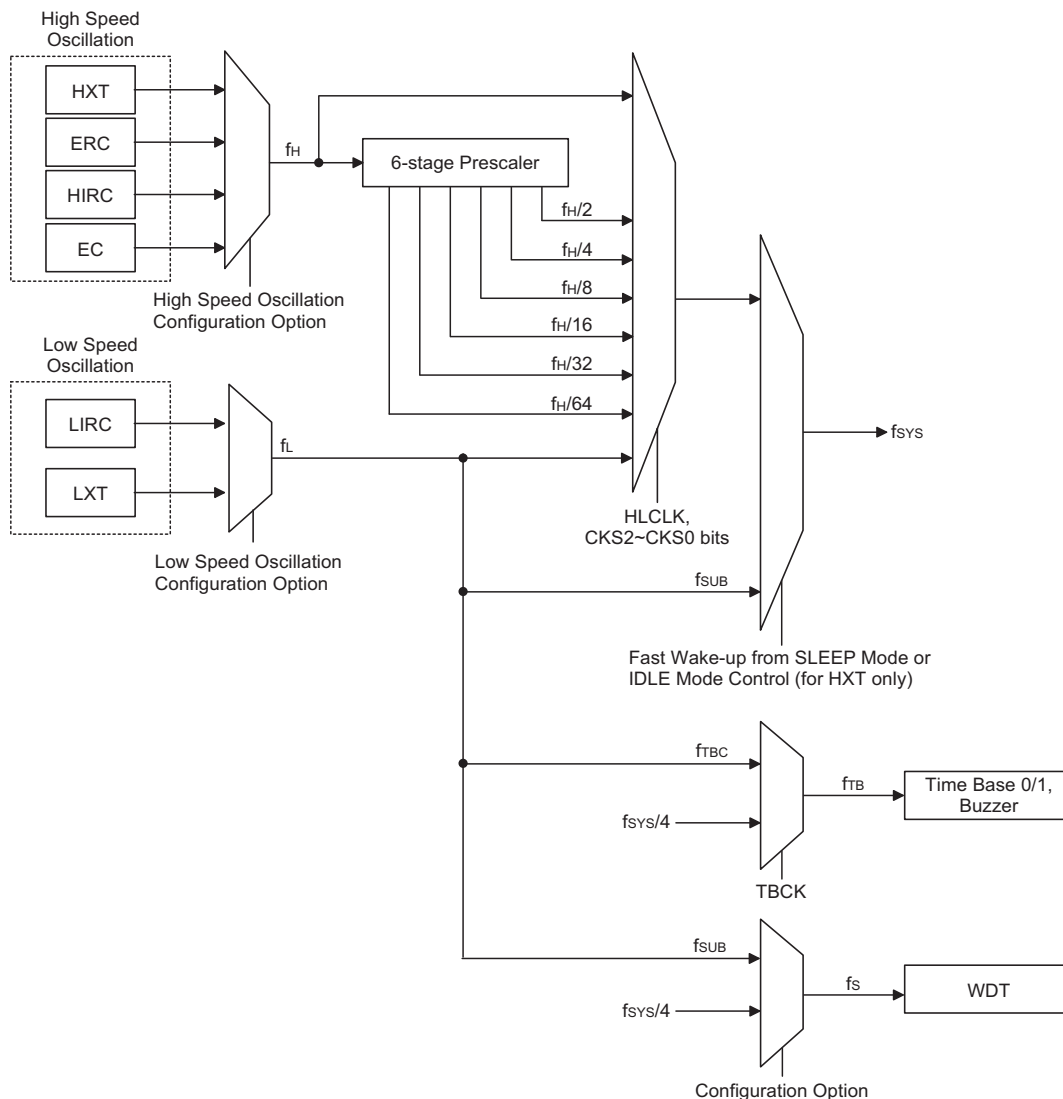 High Speed
Oscillation
HXT
ERC
HIRC
EC
fH
6-stage Prescaler
fH/2
fH/4
fH/8
fH/16
fH/32
fH/64
High Speed Oscillation
Configuration Option
Low Speed
Oscillation
LIRC
LXT
fL
Low Speed Oscillation
Configuration Option
HLCLK,
CKS2~CKS0 bits
fSYS
fSUB
Fast Wake-up from SLEEP Mode or
IDLE Mode Control (for HXT only)
fTBC
fSYS/4
fTB
Time Base 0/1,
Buzzer
TBCK
fSUB
fSYS/4
fS
WDT
Configuration Option